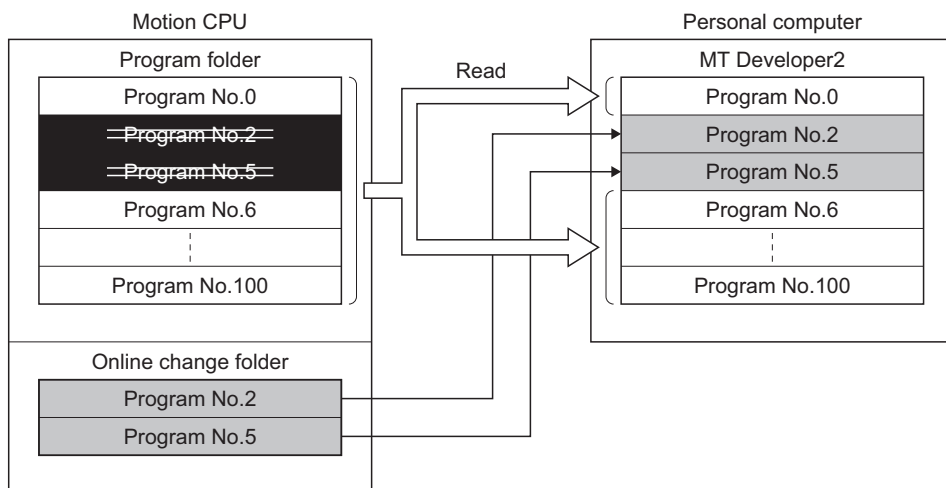 Motion CPU
Program folder
Program No.0
Program No.2
Program No.5
Program No.6
Program No.100
Online change folder
Program No.2
Program No.5
Read
Personal computer
MT Developer2
Program No.0
Program No.2
Program No.5
Program No.6
Program No.100